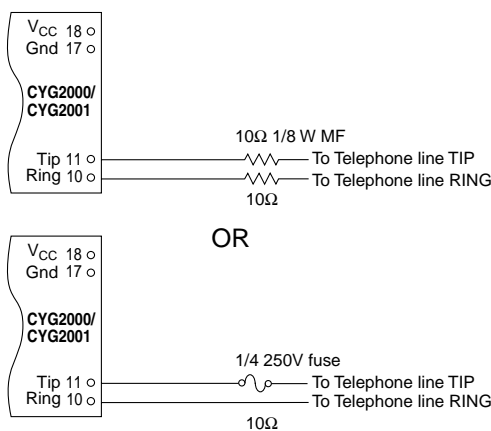 VCC 18
Gnd 17
CYG2000/
CYG2001
10Ω 1/8 W MF
Tip 11
To Telephone line TIP
Ring 10
To Telephone line RING
10Ω
OR
VCC 18
Gnd 17
CYG2000/
CYG2001
1/4 250V fuse
Tip 11
To Telephone line TIP
Ring 10
To Telephone line RING
10Ω